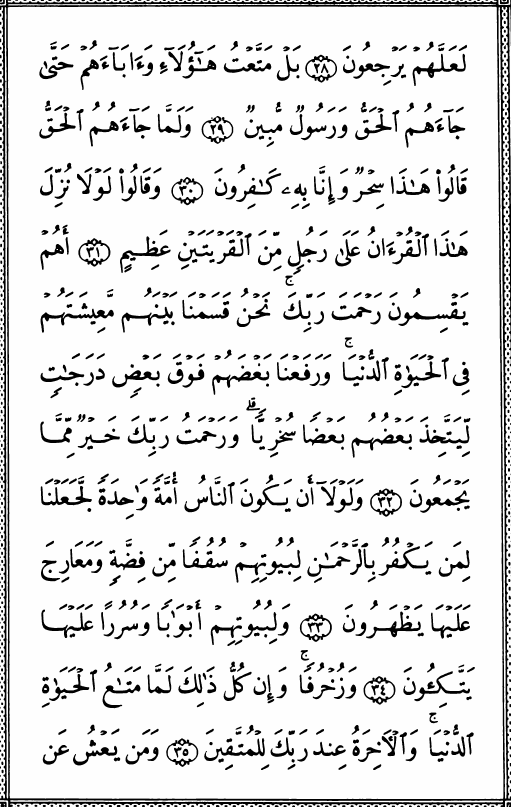 لَعَلَّهُمْ يَرْجِعُونَ ٢٨ بَلْ مَتَّعْتُ هَٰٓؤُلَآءِ وَءَابَآءَهُمْ حَتَّىٰ
جَآءَهُمُ ٱلْحَقُّ وَرَسُولٌ مُّبِينٌ ٢٩ وَلَمَّا جَآءَهُمُ ٱلْحَقُّ
قَالُوا۟ هَٰذَا سِحْرٌ وَإِنَّا بِهِۦ كَٰفِرُونَ ٣٠ وَقَالُوا۟ لَوْلَا نُزِّلَ
هَٰذَا ٱلْقُرْءَانُ عَلَىٰ رَجُلٍ مِّنَ ٱلْقَرْيَتَيْنِ عَظِيمٍ ٣١ أَهُمْ
يَقْسِمُونَ رَحْمَتَ رَبِّكَ ۚ نَحْنُ قَسَمْنَا بَيْنَهُم مَّعِيشَتَهُمْ
فِى ٱلْحَيَوٰةِ ٱلدُّنْيَا ۚ وَرَفَعْنَا بَعْضَهُمْ فَوْقَ بَعْضٍ دَرَجَٰتٍ
لِّيَتَّخِذَ بَعْضُهُم بَعْضًا سُخْرِيًّا ۗ وَرَحْمَتُ رَبِّكَ خَيْرٌ مِّمَّا
يَجْمَعُونَ ٣٢ وَلَوْلَآ أَن يَكُونَ ٱلنَّاسُ أُمَّةً وَٰحِدَةً لَّجَعَلْنَا
لِمَن يَكْفُرُ بِٱلرَّحْمَٰنِ لِبُيُوتِهِمْ سُقُفًا مِّن فِضَّةٍ وَمَعَارِجَ
عَلَيْهَا يَظْهَرُونَ ٣٣ وَلِبُيُوتِهِمْ أَبْوَٰبًا وَسُرُرًا عَلَيْهَا
يَتَّكِـُٔونَ ٣٤ وَزُخْرُفًا ۚ وَإِن كُلُّ ذَٰلِكَ لَمَّا مَتَٰعُ ٱلْحَيَوٰةِ
ٱلدُّنْيَا ۚ وَٱلْءَاخِرَةُ عِندَ رَبِّكَ لِلْمُتَّقِينَ ٣٥ وَمَن يَعْشُ عَن